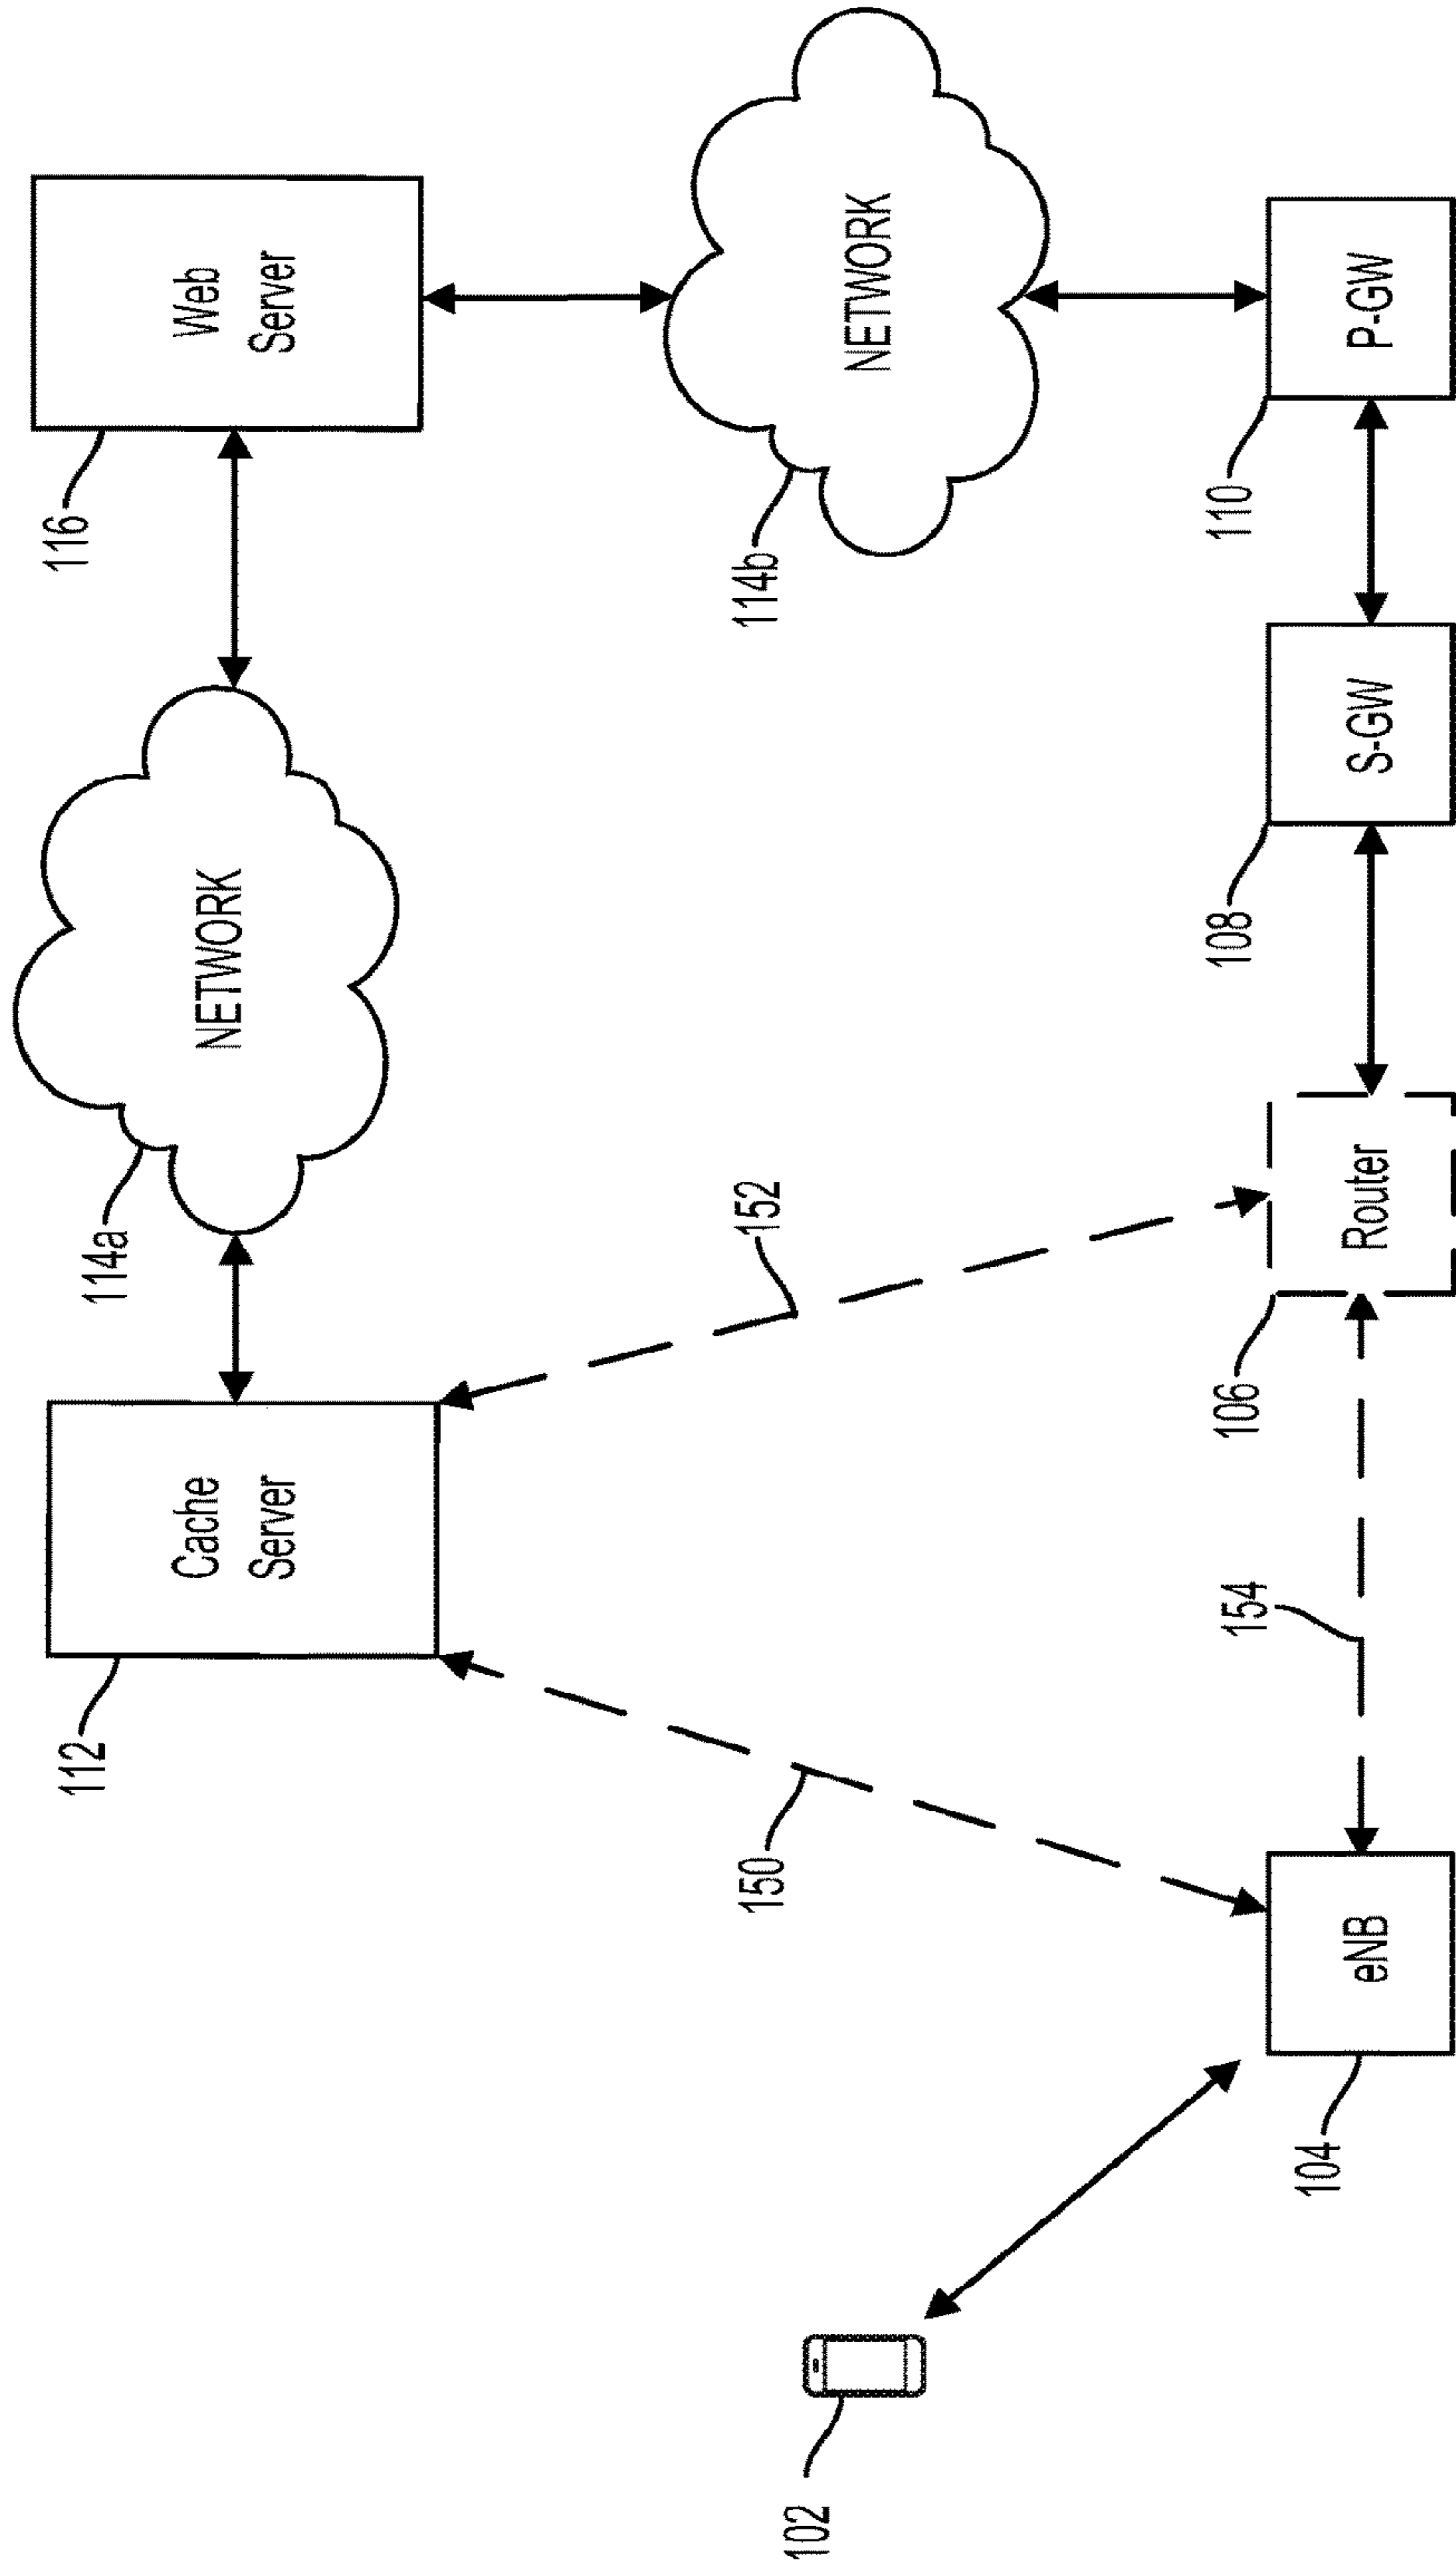 114a
NETWORK
116
Web
Server
112
Cache
Server
114b
NETWORK
150
152
102
104
eNB
154
106
Router
108
S-GW
110
P-GW